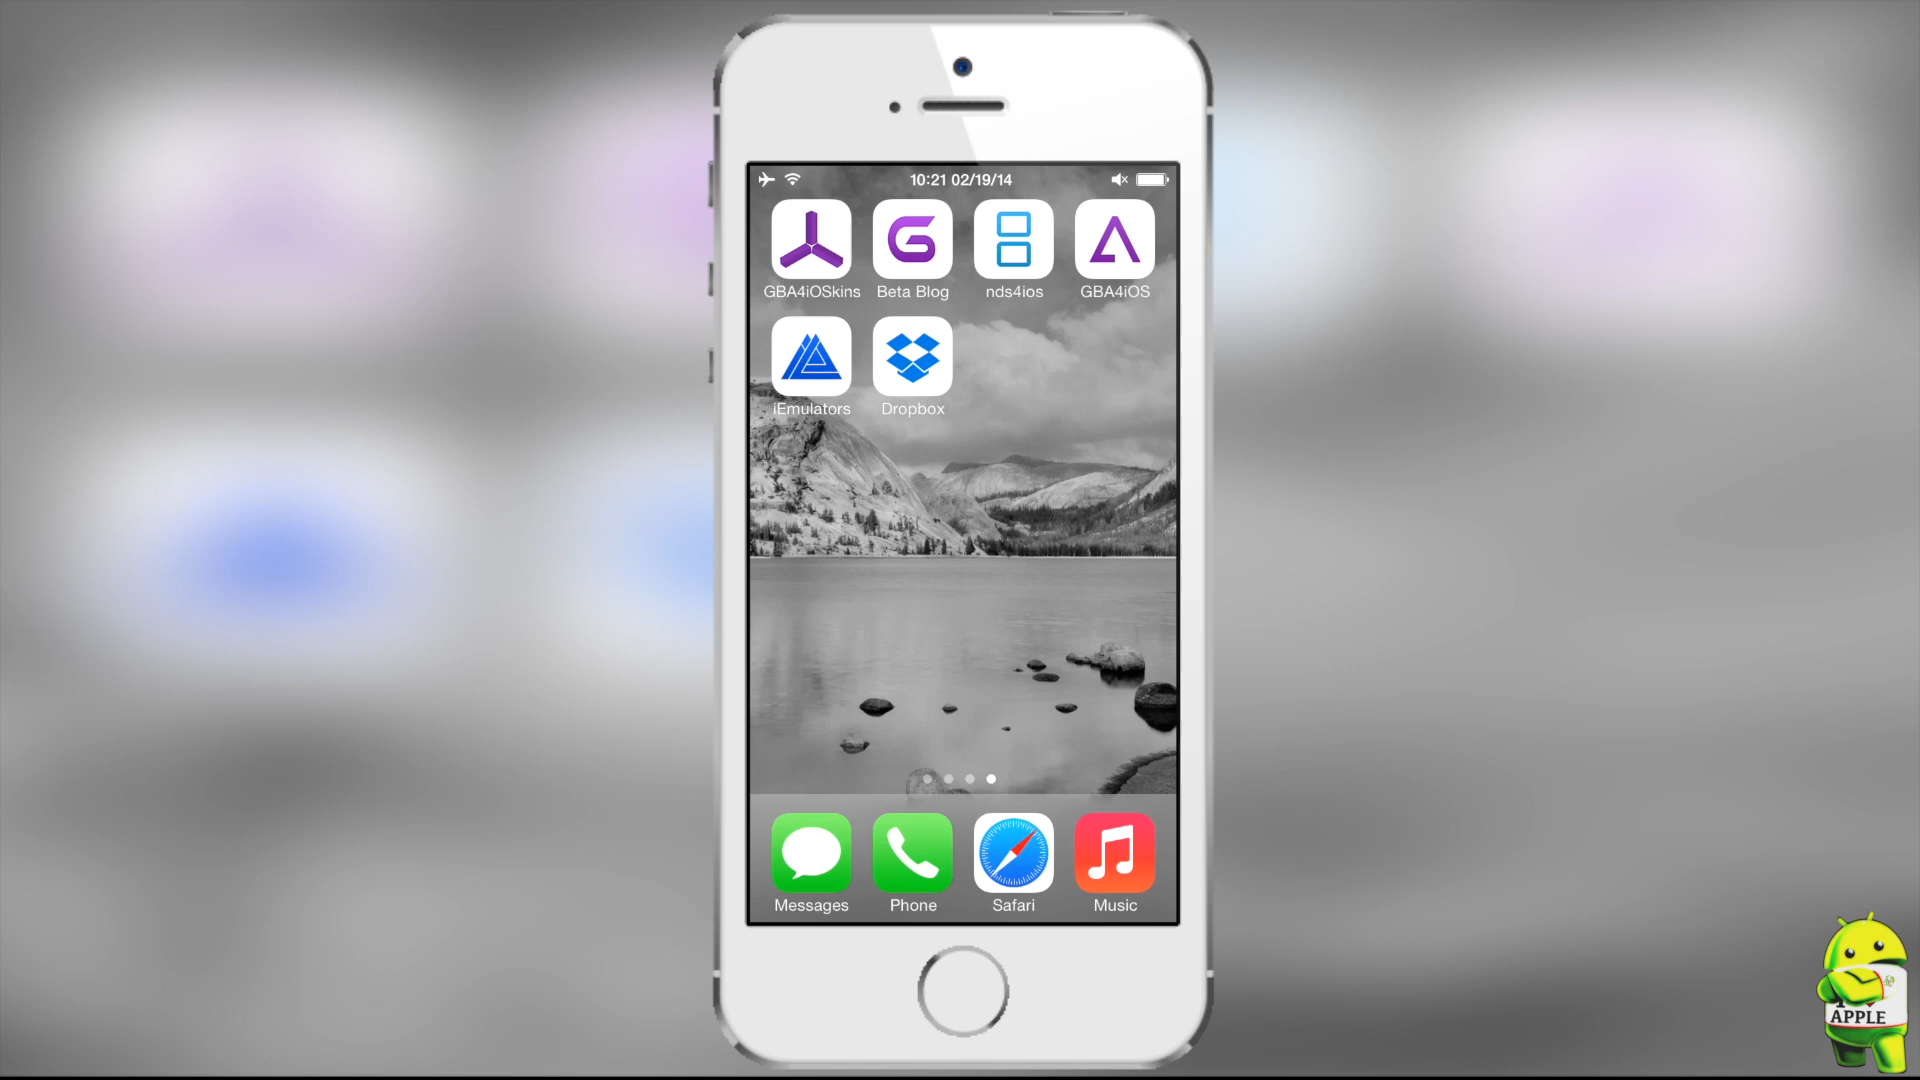 10:21 02/19/14
GBA4iOSkins Beta Blog nds4ios GBA4iOS
iEmulators Dropbox
Messages Phone Safari Music
APPLE